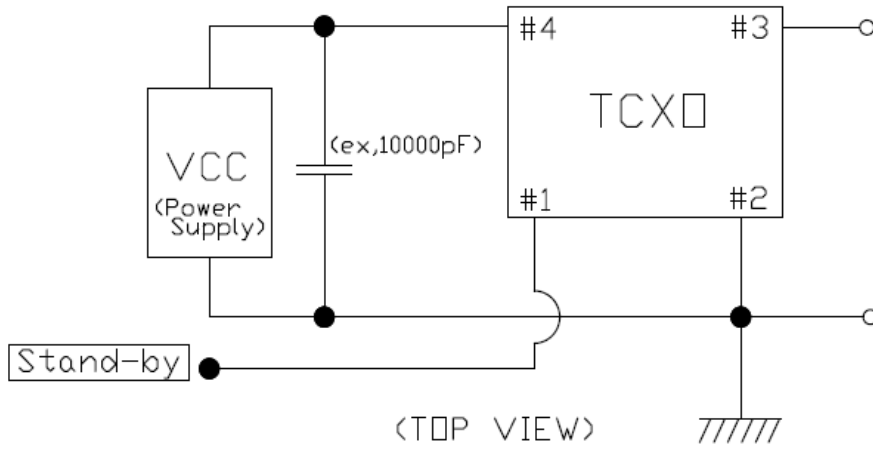 #4
#3
TCXO
(ex,10000pF)
VCC
(Power
Supply)
#1
#2
Stand-by
(TOP VIEW)